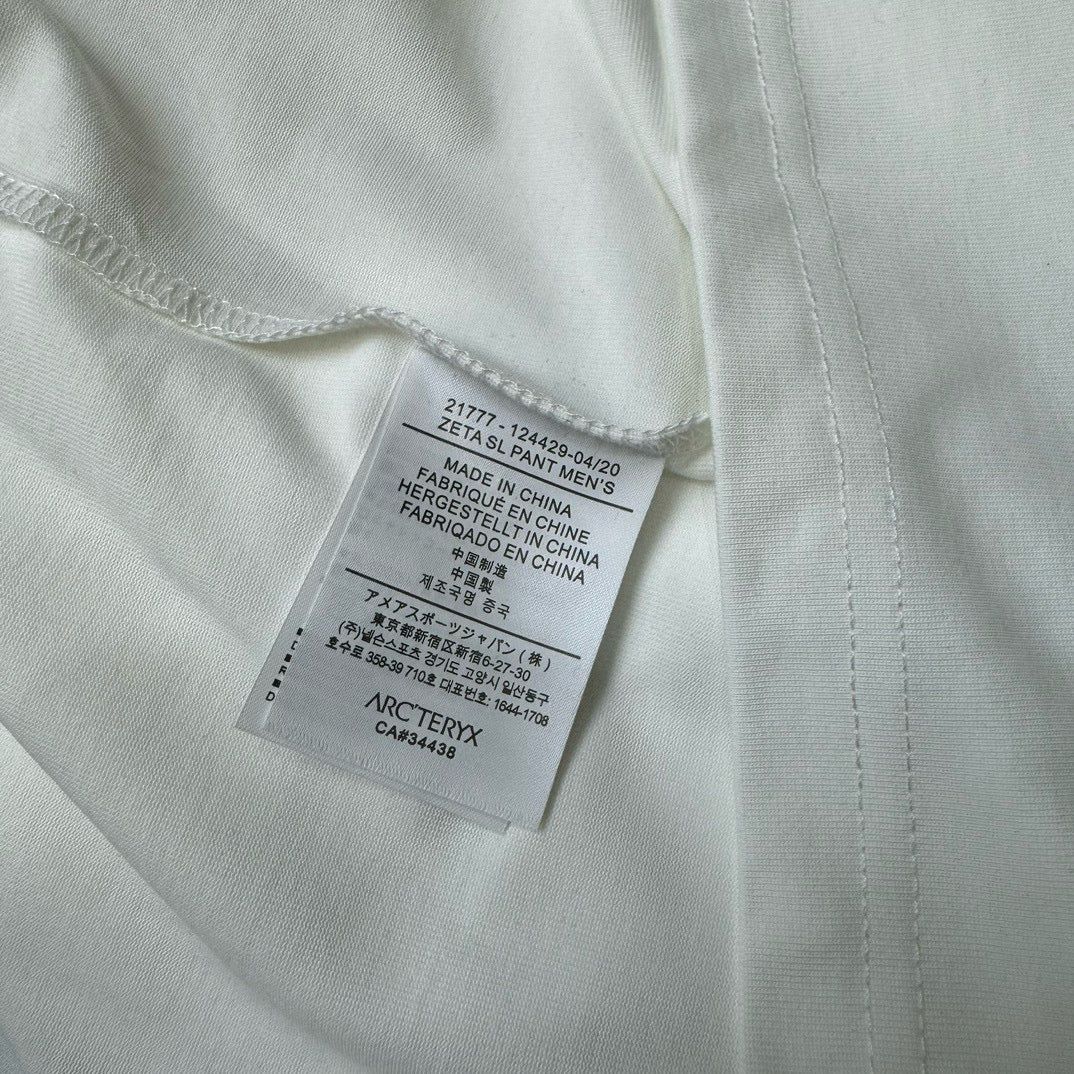 21777 - 124429-04/20
ZETA SL PANT MEN'S
MADE IN CHINA
FABRIQUÉ EN CHINE
HERGESTELLT IN CHINA
FABRIQADO EN CHINA
中国制造
中国製
제조국명 중국
アメアスポーツジャパン (株)
東京都新宿区新宿6-27-30
(주)넬슨스포츠 경기도 고양시 일산동구
호수로 358-39 710호 대표번호: 1644-1708
ARC'TERYX
CA#34438